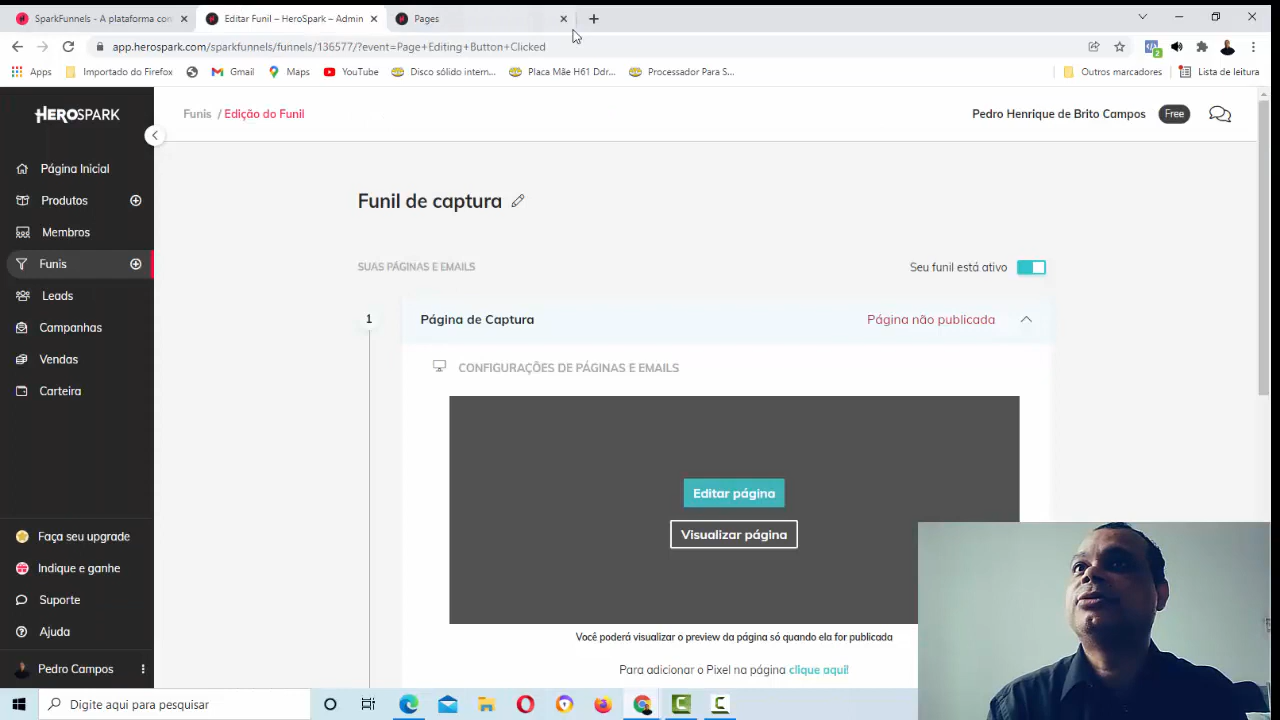 SparkFunnels - A plataforma con
Editar Funil – HeroSpark – Admin
Pages
app.herospark.com/sparkfunnels/funnels/136577/?event=Page+Editing+Button+Clicked
2
Apps
Importado do Firefox
Gmail
Maps
YouTube
Disco sólido intern...
Placa Mãe H61 Ddr...
Processador Para S...
Outros marcadores
Lista de leitura
HEROSPARK
Funis / Edição do Funil
Pedro Henrique de Brito Campos
Free
Página Inicial
Produtos
Membros
Funis
Leads
Campanhas
Vendas
Carteira
Faça seu upgrade
Indique e ganhe
Suporte
Ajuda
Pedro Campos
Funil de captura
SUAS PÁGINAS E EMAILS
Seu funil está ativo
1
Página de Captura
Página não publicada
CONFIGURAÇÕES DE PÁGINAS E EMAILS
Editar página
Visualizar página
Você poderá visualizar o preview da página só quando ela for publicada
Para adicionar o Pixel na página clique aqui!
Digite aqui para pesquisar